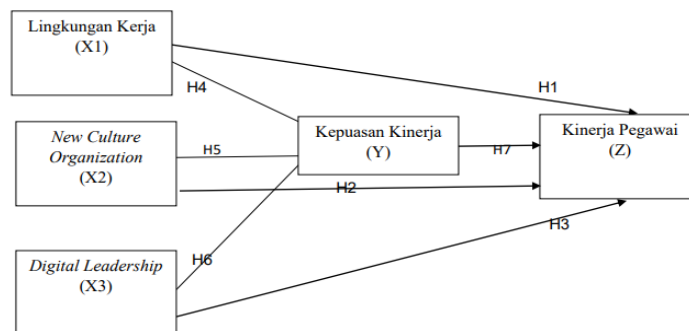 Lingkungan Kerja
(X1)
H1
H4
Kepuasan Kinerja
(Y)
Kinerja Pegawai
(Z)
New Culture
Organization
(X2)
H5
H7
H2
H3
H6
Digital Leadership
(X3)